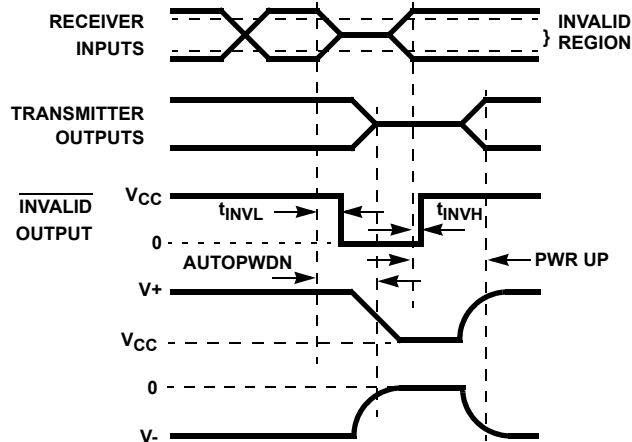 RECEIVER
INPUTS
} INVALID
REGION
TRANSMITTER
OUTPUTS
INVALID
OUTPUT
VCC
0
tINVL
tINVH
AUTOPWDN
PWR UP
V+
VCC
0
V-